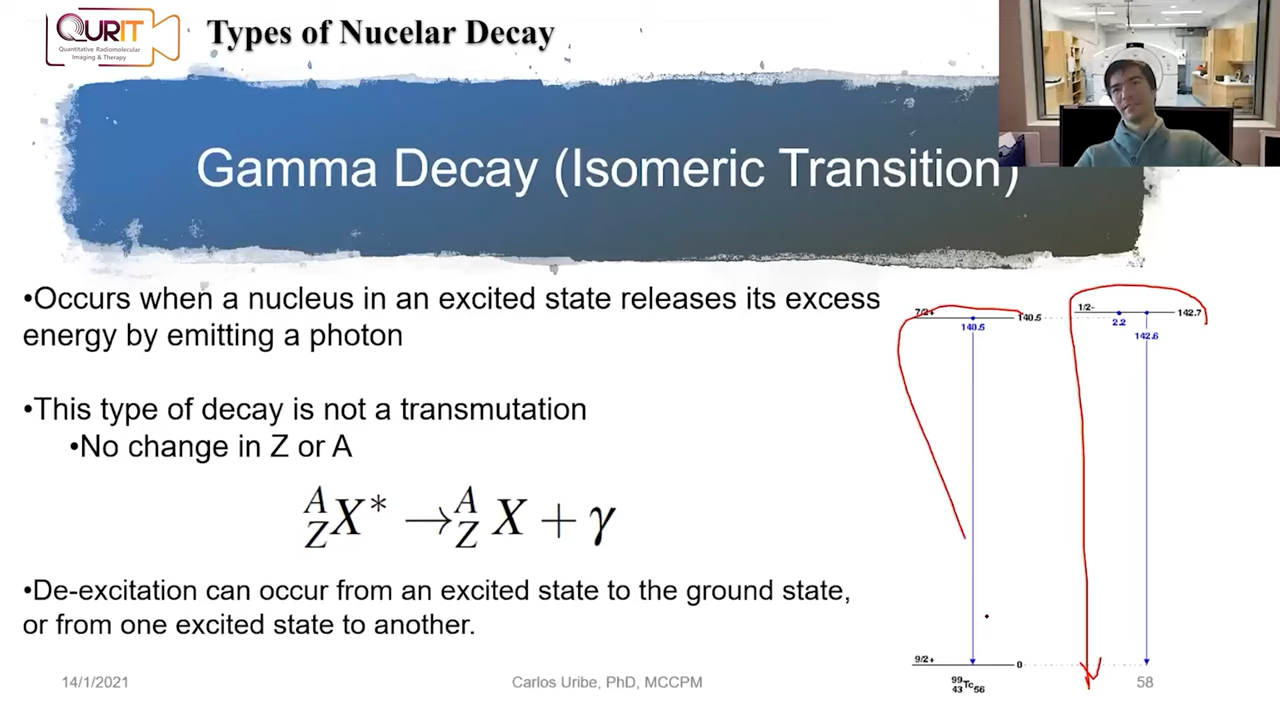 QURIT
Quantitative Radiomolecular
Imaging & Therapy
Types of Nucelar Decay
Gamma Decay (Isomeric Transition)
•Occurs when a nucleus in an excited state releases its excess
energy by emitting a photon
•This type of decay is not a transmutation
•No change in Z or A
A Z X* → A Z X + γ
•De-excitation can occur from an excited state to the ground state,
or from one excited state to another.
7/2+ 140.5
140.5
1/2- 142.7
2.2
142.6
9/2+ 0
99 43 Tc 56
14/1/2021
Carlos Uribe, PhD, MCCPM
58